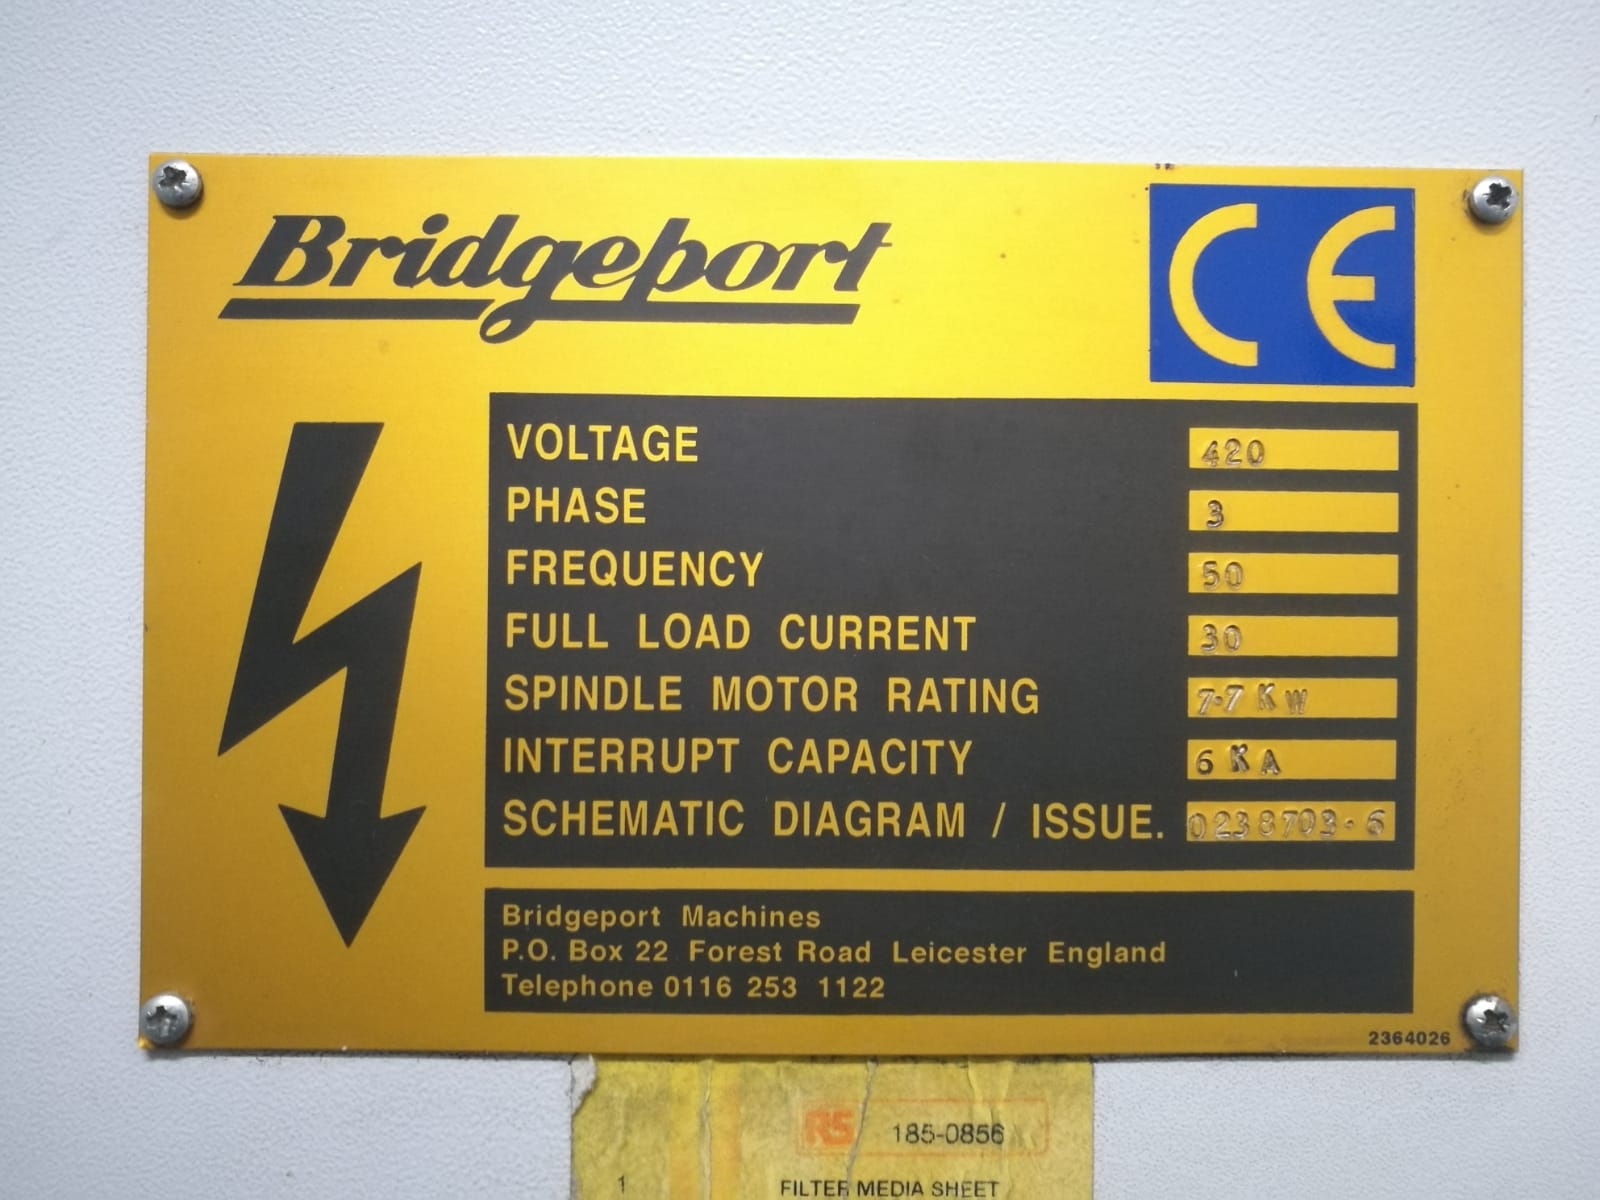 Bridgeport
CE
VOLTAGE 420
PHASE 3
FREQUENCY 50
FULL LOAD CURRENT 30
SPINDLE MOTOR RATING 7.7 KW
INTERRUPT CAPACITY 6 KA
SCHEMATIC DIAGRAM / ISSUE. 0238703.6
Bridgeport Machines
P.O. Box 22 Forest Road Leicester England
Telephone 0116 253 1122
2364026
RS 185-0856
1 FILTER MEDIA SHEET